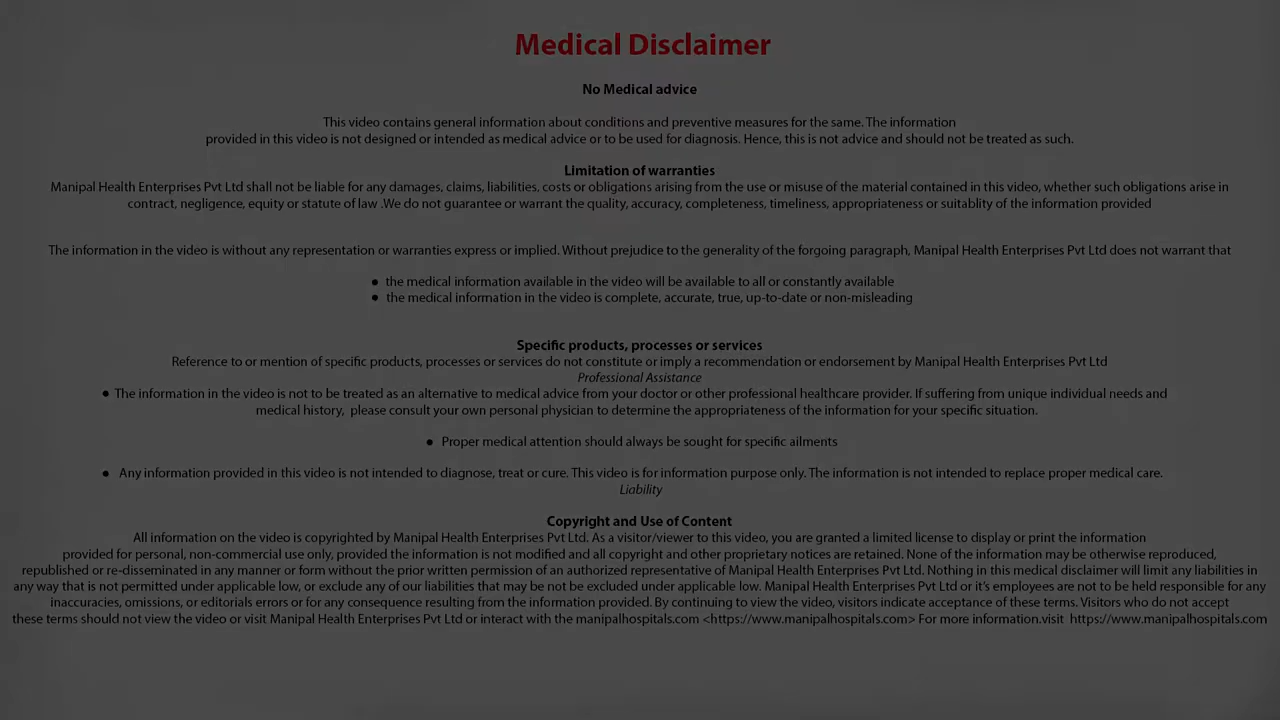 Medical Disclaimer
No Medical advice
This video contains general information about conditions and preventive measures for the same. The information
provided in this video is not designed or intended as medical advice or to be used for diagnosis. Hence, this is not advice and should not be treated as such.
Limitation of warranties
Manipal Health Enterprises Pvt Ltd shall not be liable for any damages, claims, liabilities, costs or obligations arising from the use or misuse of the material contained in this video, whether such obligations arise in
contract, negligence, equity or statute of law .We do not guarantee or warrant the quality, accuracy, completeness, timeliness, appropriateness or suitablity of the information provided
The information in the video is without any representation or warranties express or implied. Without prejudice to the generality of the forgoing paragraph, Manipal Health Enterprises Pvt Ltd does not warrant that
● the medical information available in the video will be available to all or constantly available
● the medical information in the video is complete, accurate, true, up-to-date or non-misleading
Specific products, processes or services
Reference to or mention of specific products, processes or services do not constitute or imply a recommendation or endorsement by Manipal Health Enterprises Pvt Ltd
Professional Assistance
● The information in the video is not to be treated as an alternative to medical advice from your doctor or other professional healthcare provider. If suffering from unique individual needs and
medical history, please consult your own personal physician to determine the appropriateness of the information for your specific situation.
● Proper medical attention should always be sought for specific ailments
● Any information provided in this video is not intended to diagnose, treat or cure. This video is for information purpose only. The information is not intended to replace proper medical care.
Liability
Copyright and Use of Content
All information on the video is copyrighted by Manipal Health Enterprises Pvt Ltd. As a visitor/viewer to this video, you are granted a limited license to display or print the information
provided for personal, non-commercial use only, provided the information is not modified and all copyright and other proprietary notices are retained. None of the information may be otherwise reproduced,
republished or re-disseminated in any manner or form without the prior written permission of an authorized representative of Manipal Health Enterprises Pvt Ltd. Nothing in this medical disclaimer will limit any liabilities in
any way that is not permitted under applicable low, or exclude any of our liabilities that may be not be excluded under applicable low. Manipal Health Enterprises Pvt Ltd or it's employees are not to be held responsible for any
inaccuracies, omissions, or editorials errors or for any consequence resulting from the information provided. By continuing to view the video, visitors indicate acceptance of these terms. Visitors who do not accept
these terms should not view the video or visit Manipal Health Enterprises Pvt Ltd or interact with the manipalhospitals.com <https://www.manipalhospitals.com> For more information.visit https://www.manipalhospitals.com